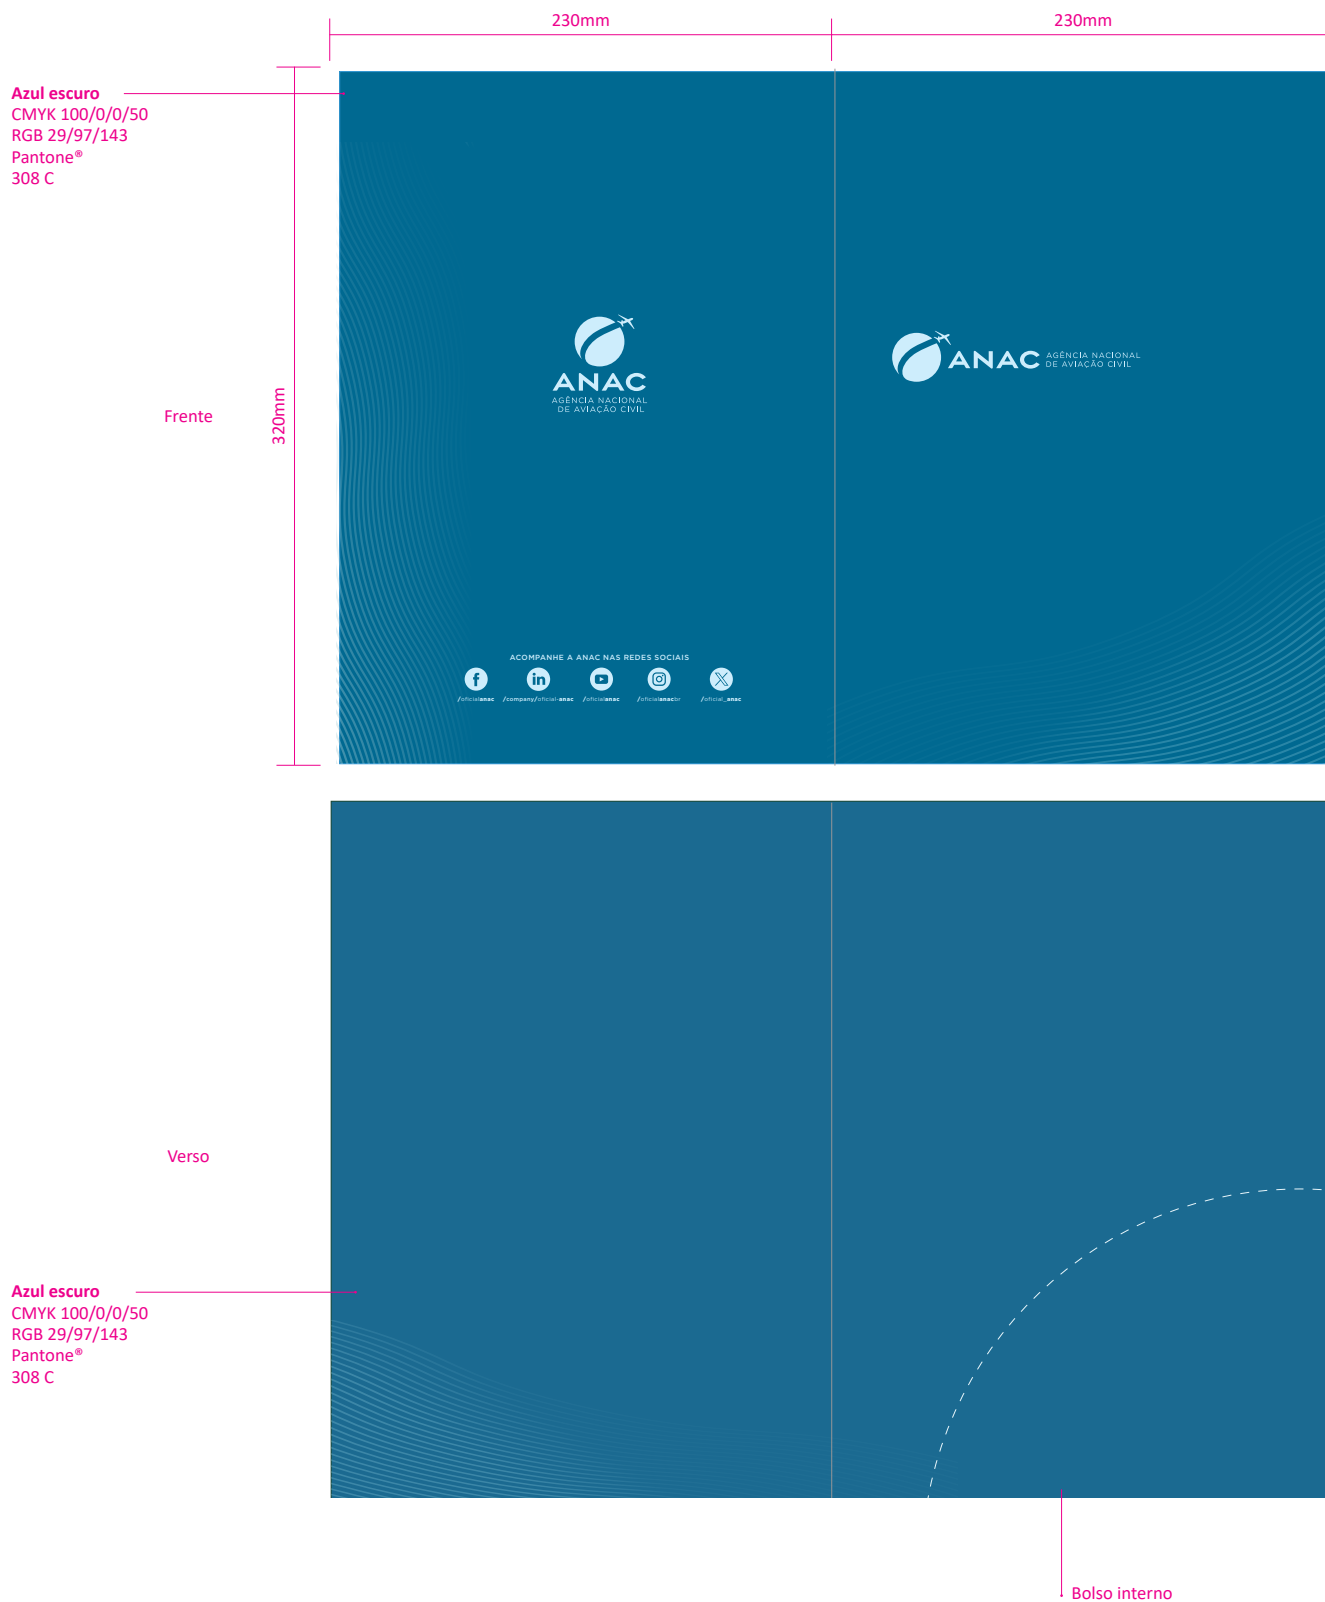 230mm
230mm
Azul escuro
CMYK 100/0/0/50
RGB 29/97/143
Pantone®
308 C
Frente
320mm
ANAC
AGÊNCIA NACIONAL
DE AVIAÇÃO CIVIL
ANAC
AGÊNCIA NACIONAL
DE AVIAÇÃO CIVIL
ACOMPANHE A ANAC NAS REDES SOCIAIS
/oficialanac /company/oficial-anac /oficialanac /oficialanacbr /oficial_anac
Verso
Azul escuro
CMYK 100/0/0/50
RGB 29/97/143
Pantone®
308 C
Bolso interno